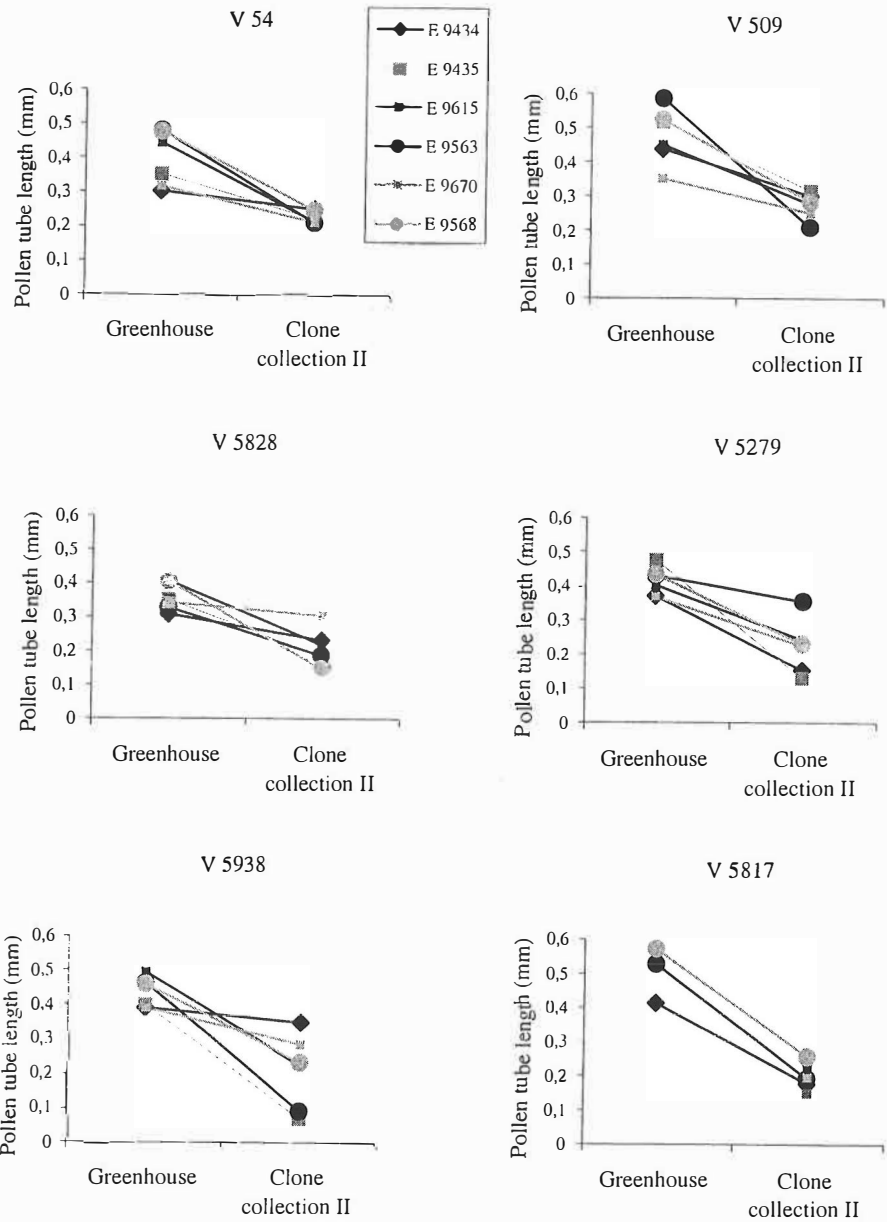 V 54
E 9434
E 9435
E 9615
E 9563
E 9670
E 9568
Pollen tube length (mm)
0,6
0,5
0,4
0,3
0,2
0,1
0
Greenhouse
Clone
collection II
V 509
Pollen tube length (mm)
0,6
0,5
0,4
0,3
0,2
0,1
0
Greenhouse
Clone
collection II
V 5828
Pollen tube length (mm)
0,6
0,5
0,4
0,3
0,2
0,1
0
Greenhouse
Clone
collection II
V 5279
Pollen tube length (mm)
0,6
0,5
0,4
0,3
0,2
0,1
0
Greenhouse
Clone
collection II
V 5938
Pollen tube length (mm)
0,6
0,5
0,4
0,3
0,2
0,1
0
Greenhouse
Clone
collection II
V 5817
Pollen tube length (mm)
0,6
0,5
0,4
0,3
0,2
0,1
0
Greenhouse
Clone
collection II